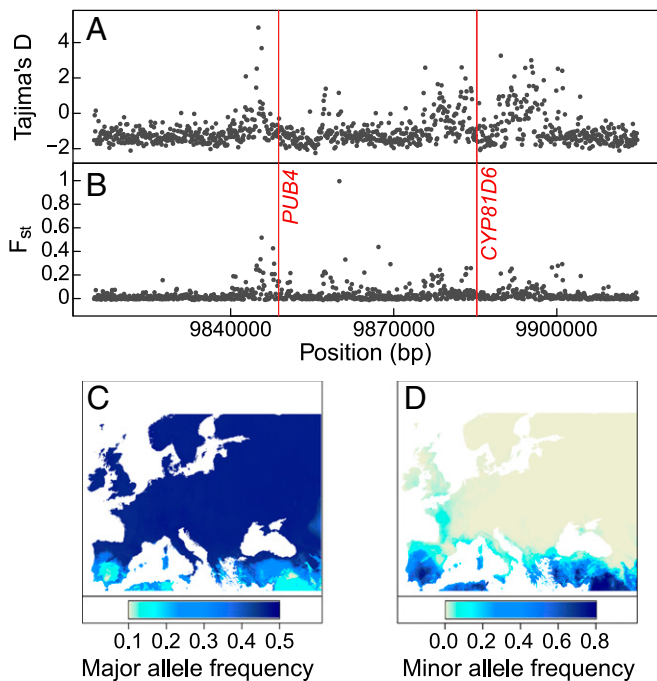 A
Tajima's D
4
2
0
−2
B
Fst
1
0.8
0.6
0.4
0.2
0
PUB4
CYP81D6
9840000 9870000 9900000
Position (bp)
C
0.1 0.2 0.3 0.4 0.5
Major allele frequency
D
0.0 0.2 0.4 0.6 0.8
Minor allele frequency